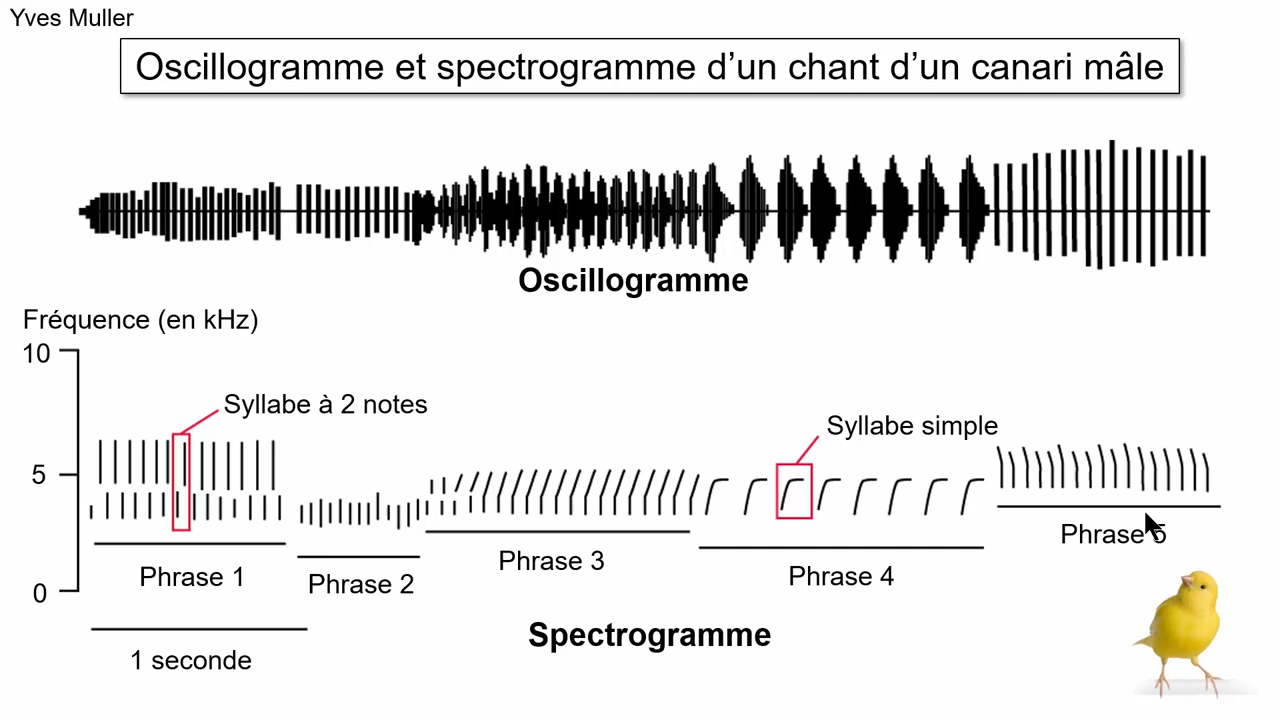 Yves Muller
Oscillogramme et spectrogramme d’un chant d’un canari mâle
Oscillogramme
Fréquence (en kHz)
10
Syllabe à 2 notes
Syllabe simple
5
Phrase 5
Phrase 3
Phrase 1
Phrase 4
Phrase 2
0
Spectrogramme
1 seconde